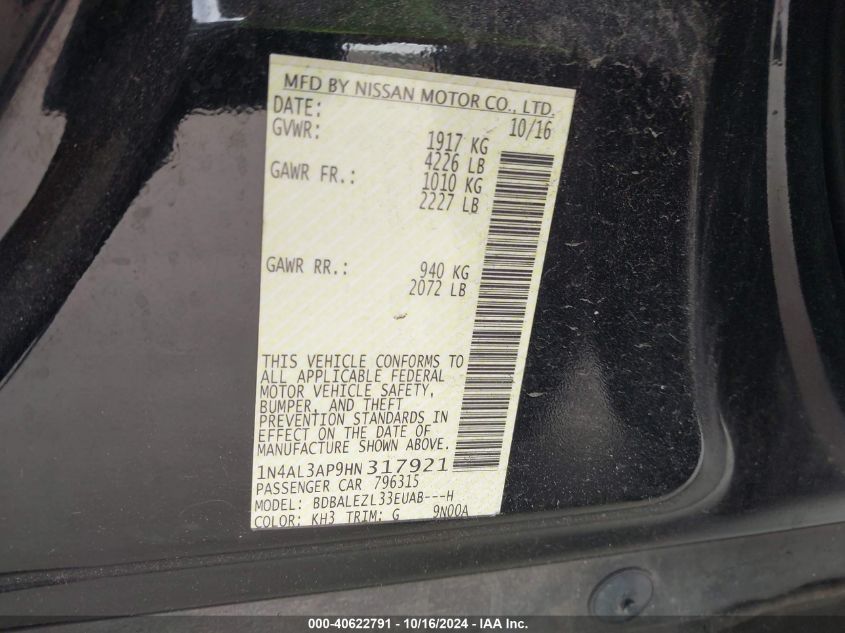 MFD BY NISSAN MOTOR CO., LTD.
DATE: 10/16
GVWR: 1917 KG
4226 LB
GAWR FR.: 1010 KG
2227 LB
GAWR RR.: 940 KG
2072 LB
THIS VEHICLE CONFORMS TO
ALL APPLICABLE FEDERAL
MOTOR VEHICLE SAFETY,
BUMPER, AND THEFT
PREVENTION STANDARDS IN
EFFECT ON THE DATE OF
MANUFACTURE SHOWN ABOVE.
1N4AL3AP9HN 317921
PASSENGER CAR 796315
MODEL: BDBALEZL33EUAB---H
COLOR: KH3 TRIM: G 9N00A
000-40622791 - 10/16/2024 - IAA Inc.